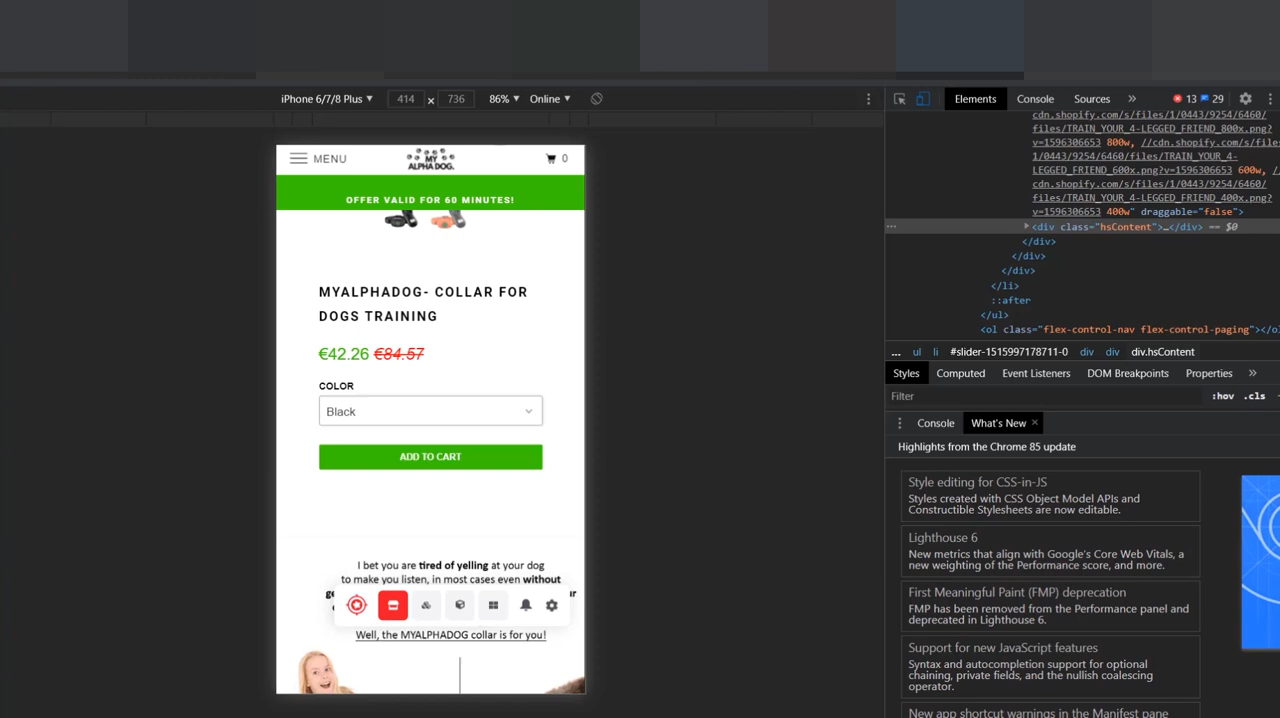 iPhone 6/7/8 Plus ▼ 414 × 736 86% ▼ Online ▼
Elements Console Sources » 13 29
MENU MY ALPHA DOG. 0
OFFER VALID FOR 60 MINUTES!
MYALPHADOG- COLLAR FOR
DOGS TRAINING
€42.26 €84.57
COLOR
Black
ADD TO CART
I bet you are tired of yelling at your dog
to make you listen, in most cases even without
Well, the MYALPHADOG collar is for you!
cdn.shopify.com/s/files/1/0443/9254/6460/
files/TRAIN_YOUR_4-LEGGED_FRIEND_800x.png?
v=1596306653 800w, //cdn.shopify.com/s/files/
1/0443/9254/6460/files/TRAIN_YOUR_4-
LEGGED_FRIEND_600x.png?v=1596306653 600w, //
cdn.shopify.com/s/files/1/0443/9254/6460/
files/TRAIN_YOUR_4-LEGGED_FRIEND_400x.png?
v=1596306653 400w" draggable="false">
<div class="hsContent">…</div> == $0
</div>
</div>
</div>
</li>
::after
</ul>
<ol class="flex-control-nav flex-control-paging"></ol
... ul li #slider-1515997178711-0 div div div.hsContent
Styles Computed Event Listeners DOM Breakpoints Properties »
Filter :hov .cls
Console What's New ×
Highlights from the Chrome 85 update
Style editing for CSS-in-JS
Styles created with CSS Object Model APIs and
Constructible Stylesheets are now editable.
Lighthouse 6
New metrics that align with Google's Core Web Vitals, a
new weighting of the Performance score, and more.
First Meaningful Paint (FMP) deprecation
FMP has been removed from the Performance panel and
deprecated in Lighthouse 6.
Support for new JavaScript features
Syntax and autocompletion support for optional
chaining, private fields, and the nullish coalescing
operator.
New app shortcut warnings in the Manifest pane